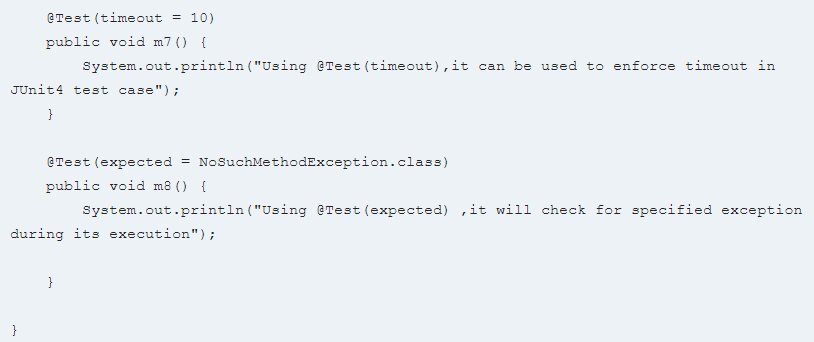 @Test(timeout = 10)
public void m7() {
System.out.println("Using @Test(timeout),it can be used to enforce timeout in
JUnit4 test case");
}
@Test(expected = NoSuchMethodException.class)
public void m8() {
System.out.println("Using @Test(expected) ,it will check for specified exception
during its execution");
}
}